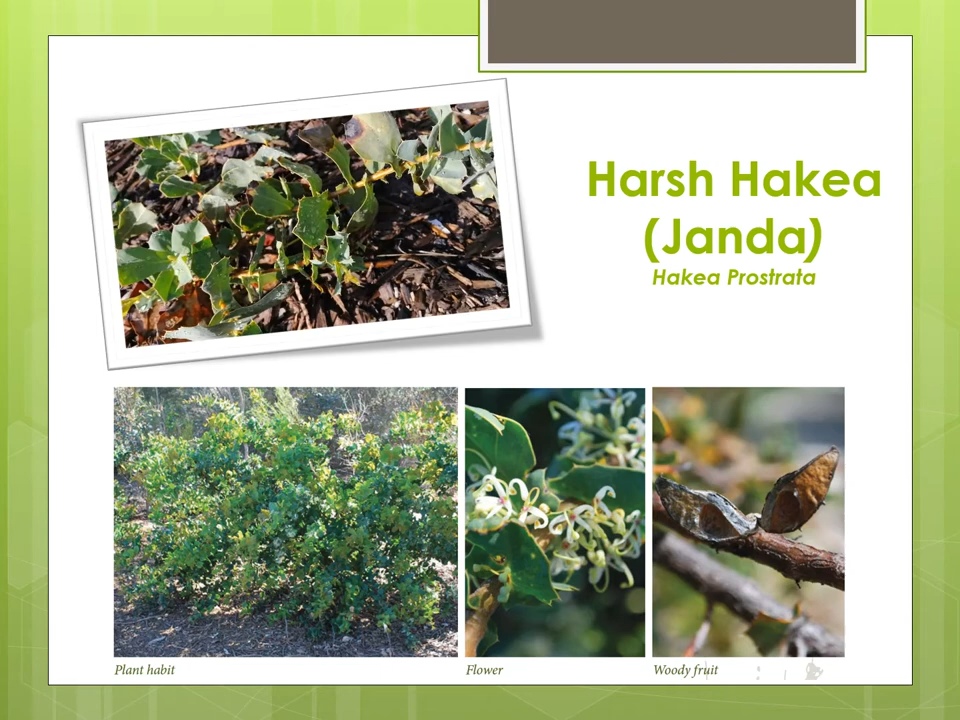 Harsh Hakea
(Janda)
Hakea Prostrata
Plant habit
Flower
Woody fruit